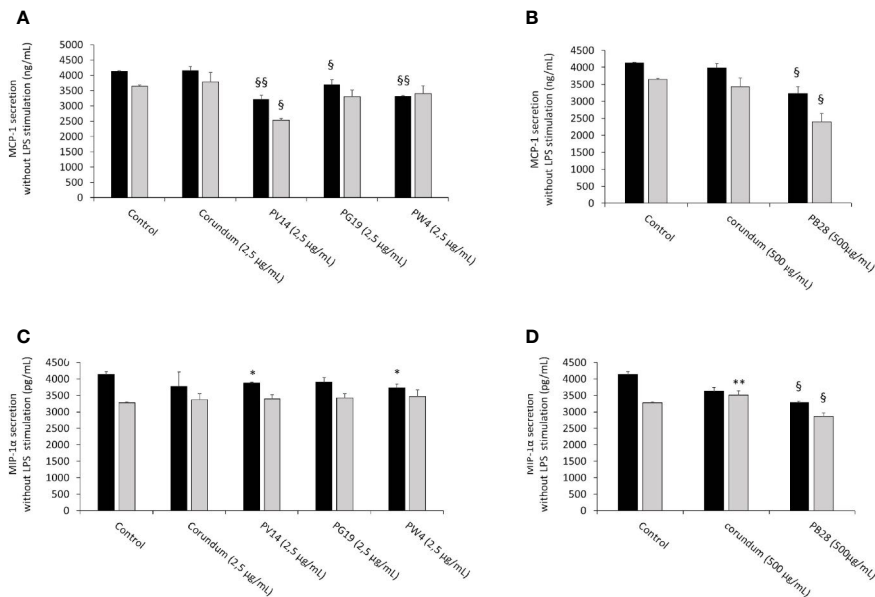 A
MCP-1 secretion
without LPS stimulation (ng/mL)
5000
4500
4000
3500
3000
2500
2000
1500
1000
500
0
§§
§
§
§§
Control
Corundum (2,5 µg/mL)
PV14 (2,5 µg/mL)
PG19 (2,5 µg/mL)
PW4 (2,5 µg/mL)
B
MCP-1 secretion
without LPS stimulation (ng/mL)
4500
4000
3500
3000
2500
2000
1500
1000
500
0
§
§
Control
corundum (500 µg/mL)
PB28 (500µg/mL)
C
MIP-1α secretion
without LPS stimulation (pg/mL)
4500
4000
3500
3000
2500
2000
1500
1000
500
0
*
*
Control
Corundum (2,5 µg/mL)
PV14 (2,5 µg/mL)
PG19 (2,5 µg/mL)
PW4 (2,5 µg/mL)
D
MIP-1α secretion
without LPS stimulation (pg/mL)
4500
4000
3500
3000
2500
2000
1500
1000
500
0
**
§
§
Control
corundum (500 µg/mL)
PB28 (500µg/mL)